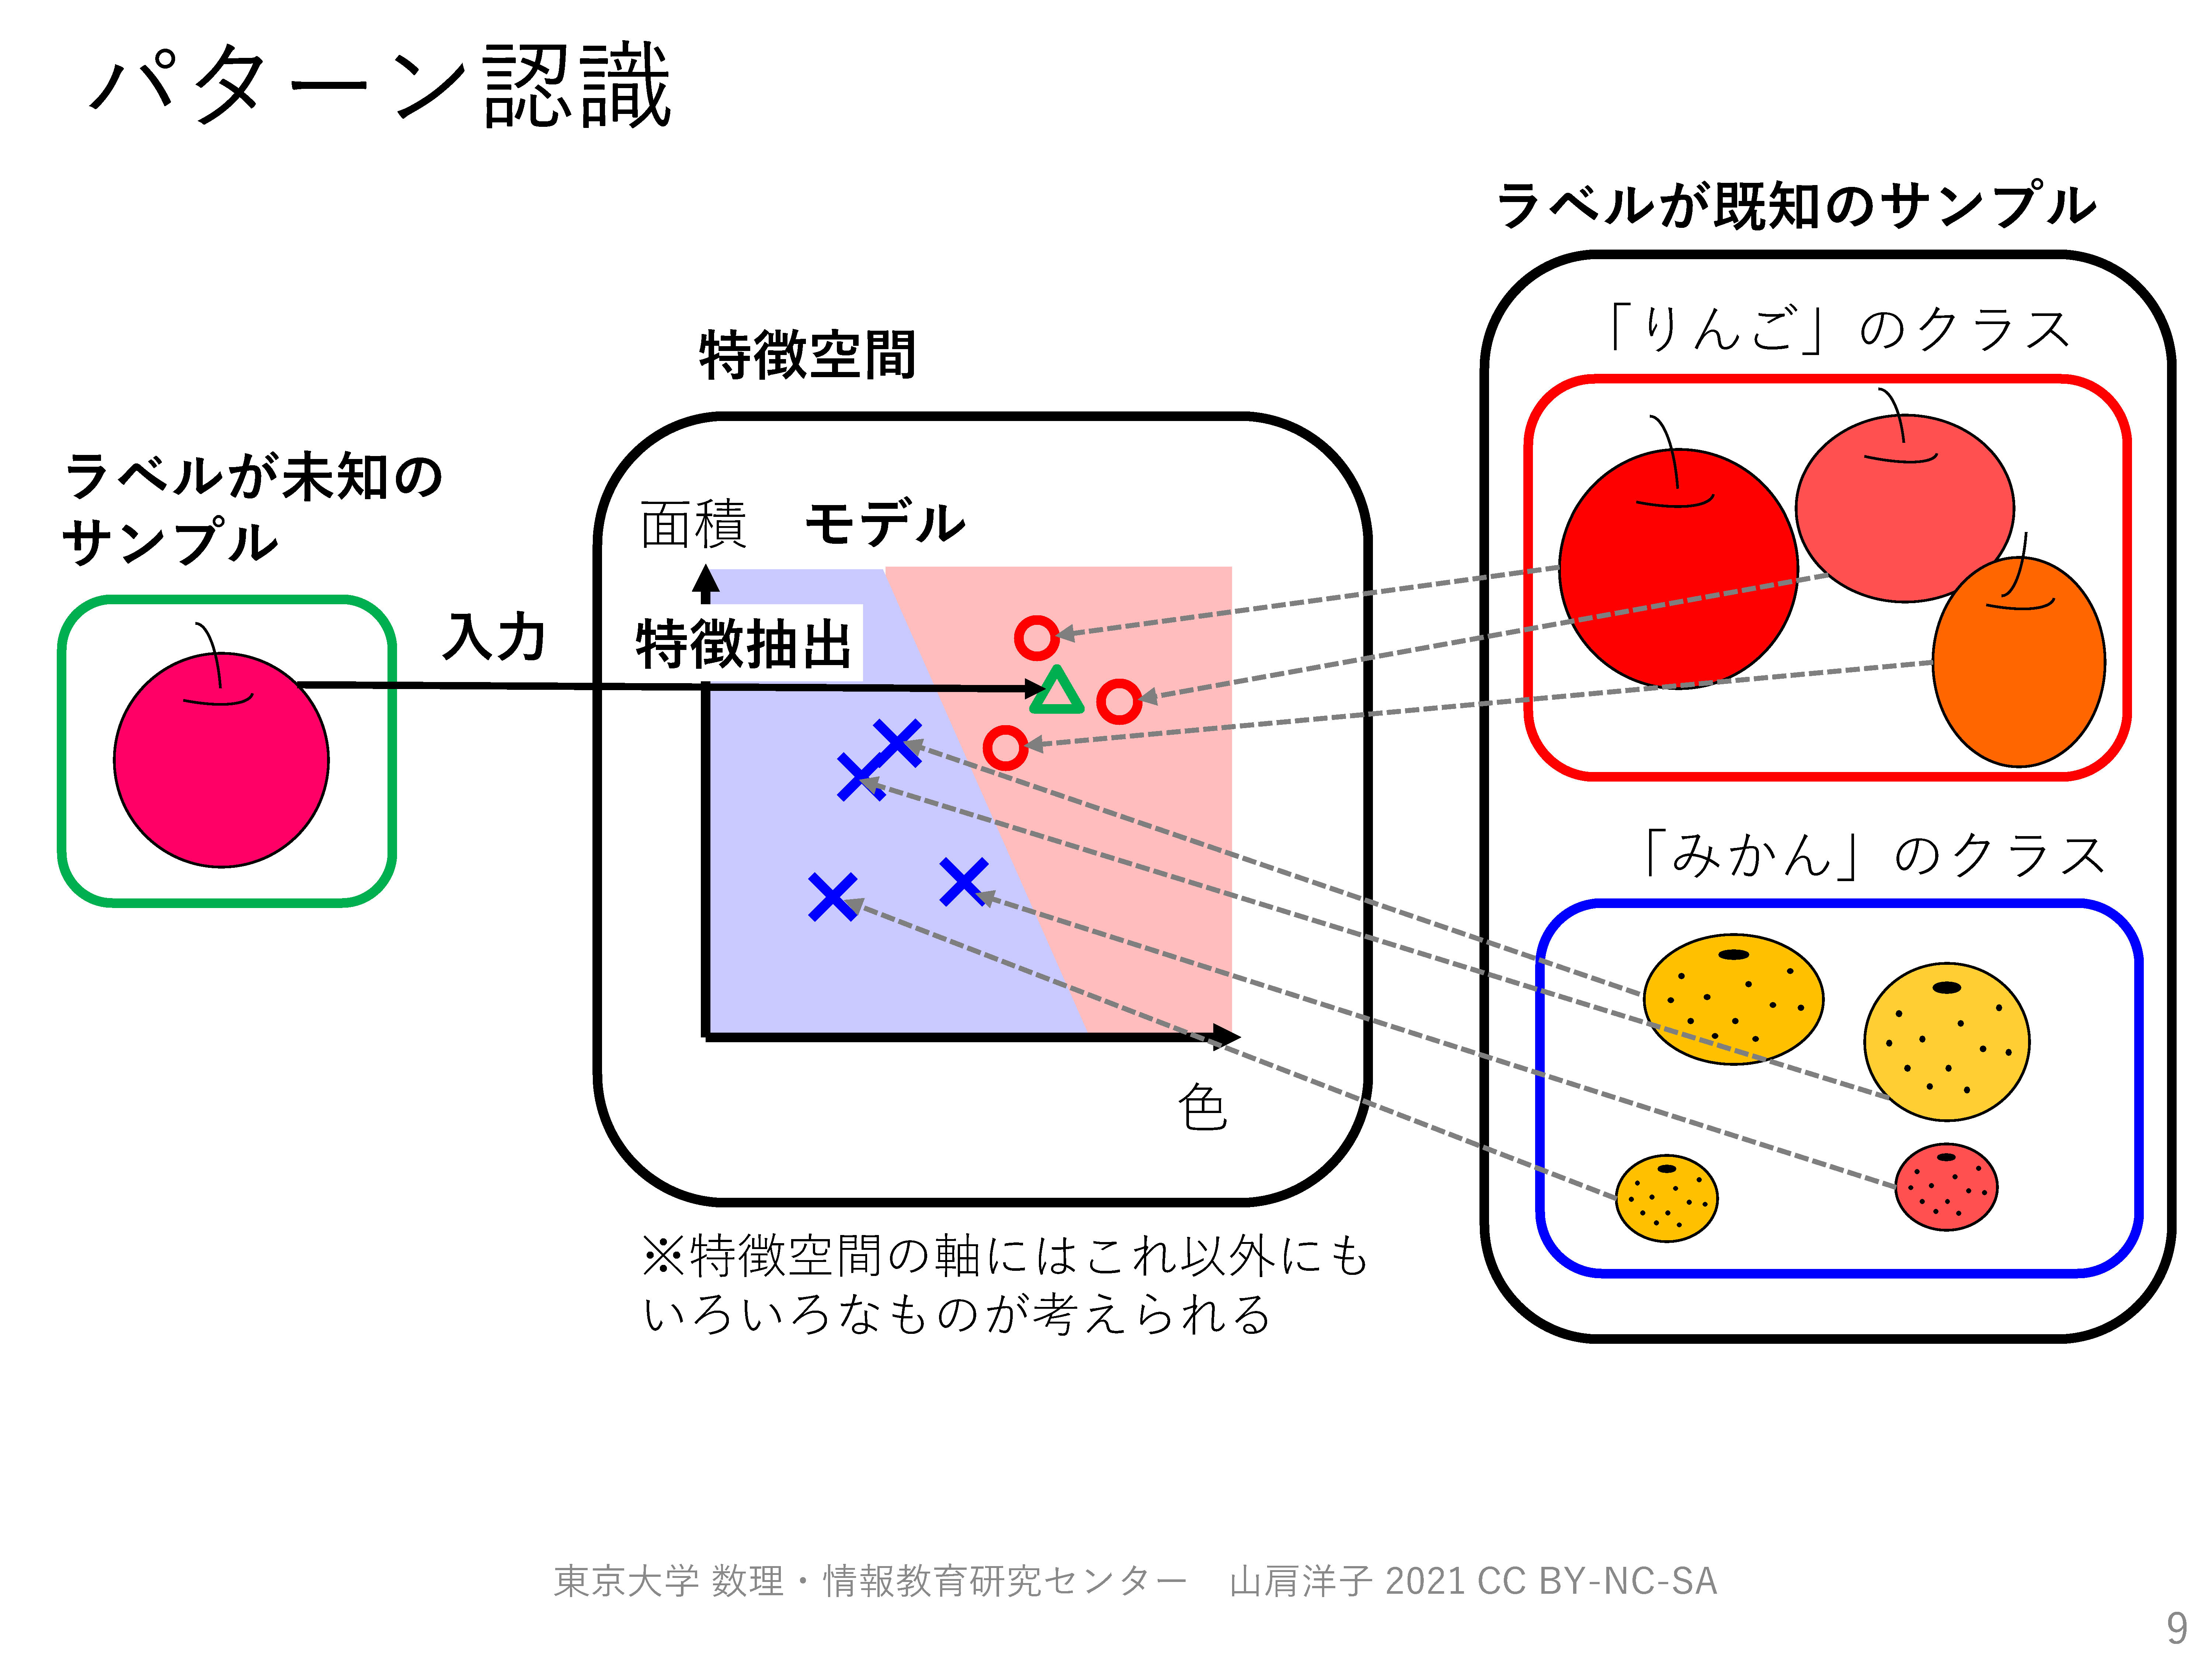 パターン認識
ラベルが既知のサンプル
「りんご」のクラス
特徴空間
ラベルが未知の
サンプル
面積
モデル
入力
特徴抽出
「みかん」のクラス
色
※特徴空間の軸にはこれ以外にも
いろいろなものが考えられる
東京大学 数理・情報教育研究センター　山肩洋子 2021 CC BY-NC-SA
9